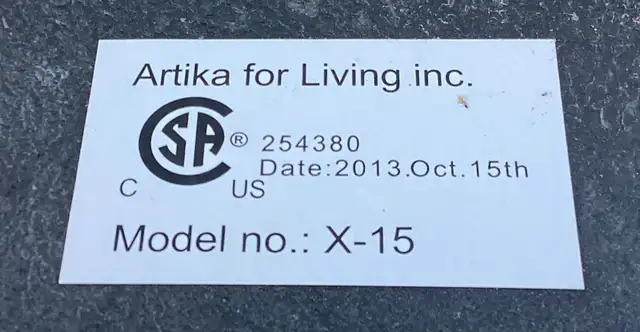 Artika for Living inc.
CSA® 254380
Date:2013.Oct.15th
C US
Model no.: X-15